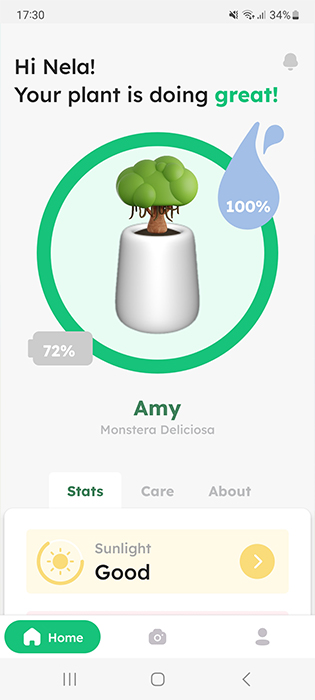 17:30
34%
Hi Nela!
Your plant is doing great!
100%
72%
Amy
Monstera Deliciosa
Stats
Care
About
Sunlight
Good
Home